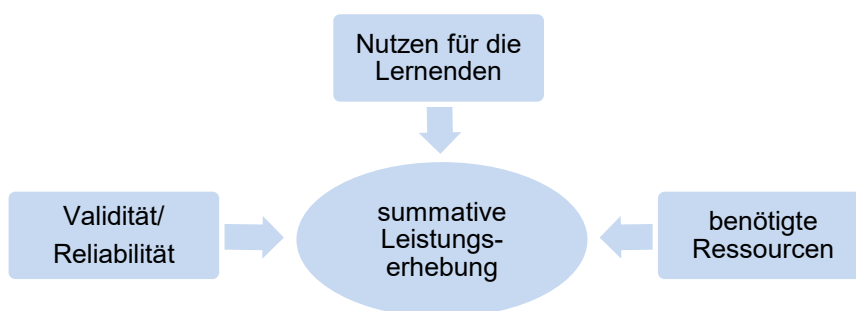 Nutzen für die
Lernenden
Validität/
Reliabilität
summative
Leistungs-
erhebung
benötigte
Ressourcen